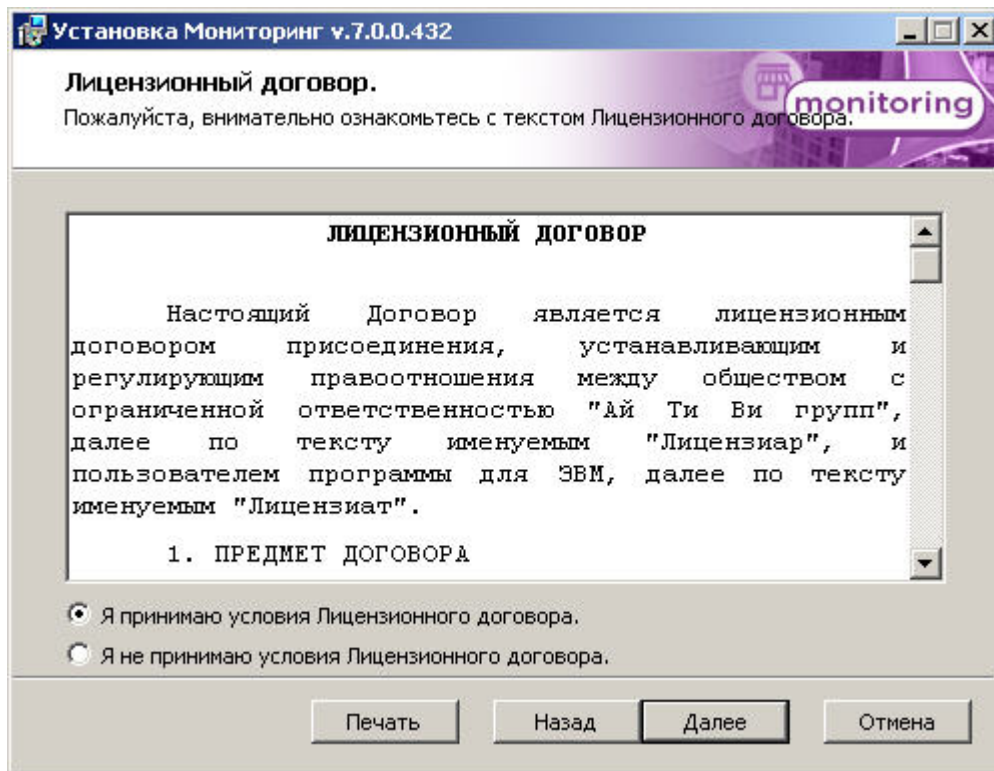 Установка Мониторинг v.7.0.0.432
Лицензионный договор.
Пожалуйста, внимательно ознакомьтесь с текстом Лицензионного договора.
monitoring
ЛИЦЕНЗИОННЫЙ ДОГОВОР
Настоящий Договор является лицензионным
договором присоединения, устанавливающим и
регулирующим правоотношения между обществом с
ограниченной ответственностью "Ай Ти Ви групп",
далее по тексту именуемым "Лицензиар", и
пользователем программы для ЭВМ, далее по тексту
именуемым "Лицензиат".
1. ПРЕДМЕТ ДОГОВОРА
Я принимаю условия Лицензионного договора.
Я не принимаю условия Лицензионного договора.
Печать Назад Далее Отмена